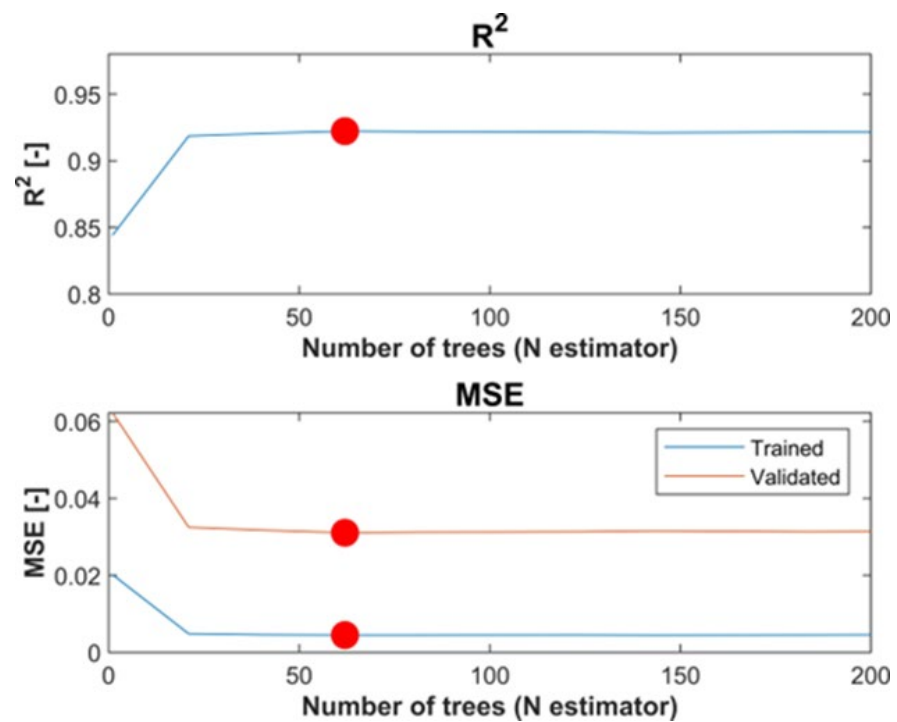 R²
0.95
0.9
0.85
0.8
R² [-]
0 50 100 150 200
Number of trees (N estimator)
MSE
0.06
0.04
0.02
0
MSE [-]
Trained
Validated
0 50 100 150 200
Number of trees (N estimator)